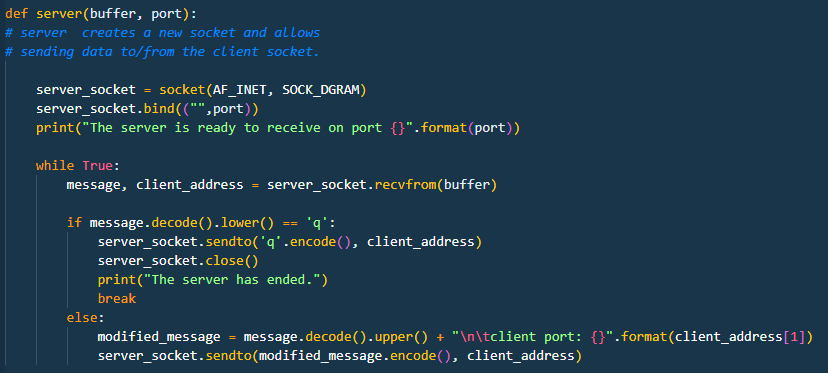 def server(buffer, port):
# server  creates a new socket and allows
# sending data to/from the client socket.
    server_socket = socket(AF_INET, SOCK_DGRAM)
    server_socket.bind(("",port))
    print("The server is ready to receive on port {}".format(port))
    while True:
        message, client_address = server_socket.recvfrom(buffer)
        if message.decode().lower() == 'q':
            server_socket.sendto('q'.encode(), client_address)
            server_socket.close()
            print("The server has ended.")
            break
        else:
            modified_message = message.decode().upper() + "\n\tclient port: {}".format(client_address[1])
            server_socket.sendto(modified_message.encode(), client_address)